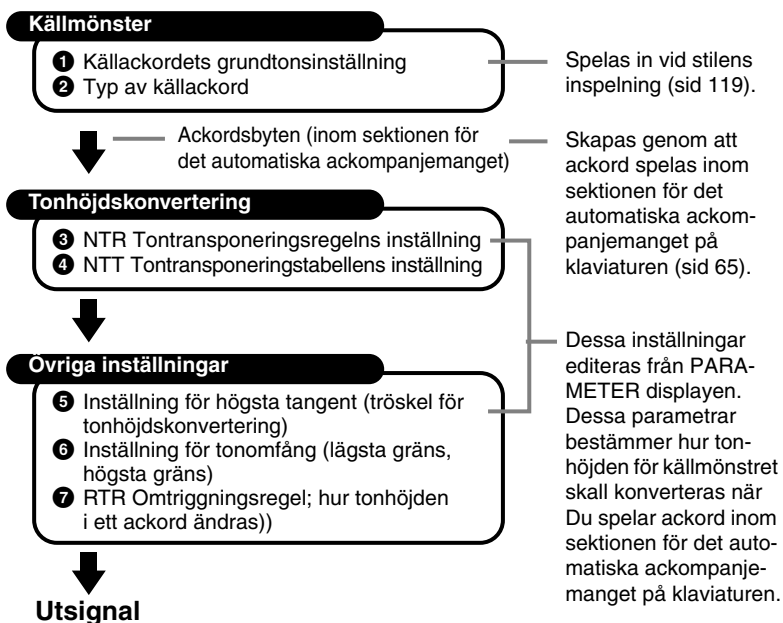 Källmönster
❶ Källackordets grundtonsinställning
❷ Typ av källackord
Spelas in vid stilens
inspelning (sid 119).
Ackordsbyten (inom sektionen för
det automatiska ackompanjemanget)
Skapas genom att
ackord spelas inom
sektionen för det
automatiska ackom-
panjemanget på
klaviaturen (sid 65).
Tonhöjdskonvertering
❸ NTR Tontransponeringsregelns inställning
❹ NTT Tontransponeringstabellens inställning
Övriga inställningar
❺ Inställning för högsta tangent (tröskel för
tonhöjdskonvertering)
❻ Inställning för tonomfång (lägsta gräns,
högsta gräns)
❼ RTR Omtriggningsregel; hur tonhöjden
i ett ackord ändras))
Dessa inställningar
editeras från PARA-
METER displayen.
Dessa parametrar
bestämmer hur ton-
höjden för källmönstret
skall konverteras när
Du spelar ackord inom
sektionen för det auto-
matiska ackompanje-
manget på klaviaturen.
Utsignal